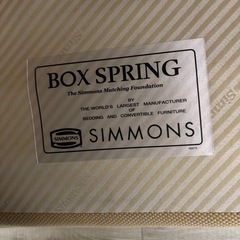 BOX SPRING
The Simmons Matching Foundation
BY
THE WORLD'S LARGEST MANUFACTURER
OF
BEDDING AND CONVERTIBLE FURNITURE
SIMMONS
SIMMONS